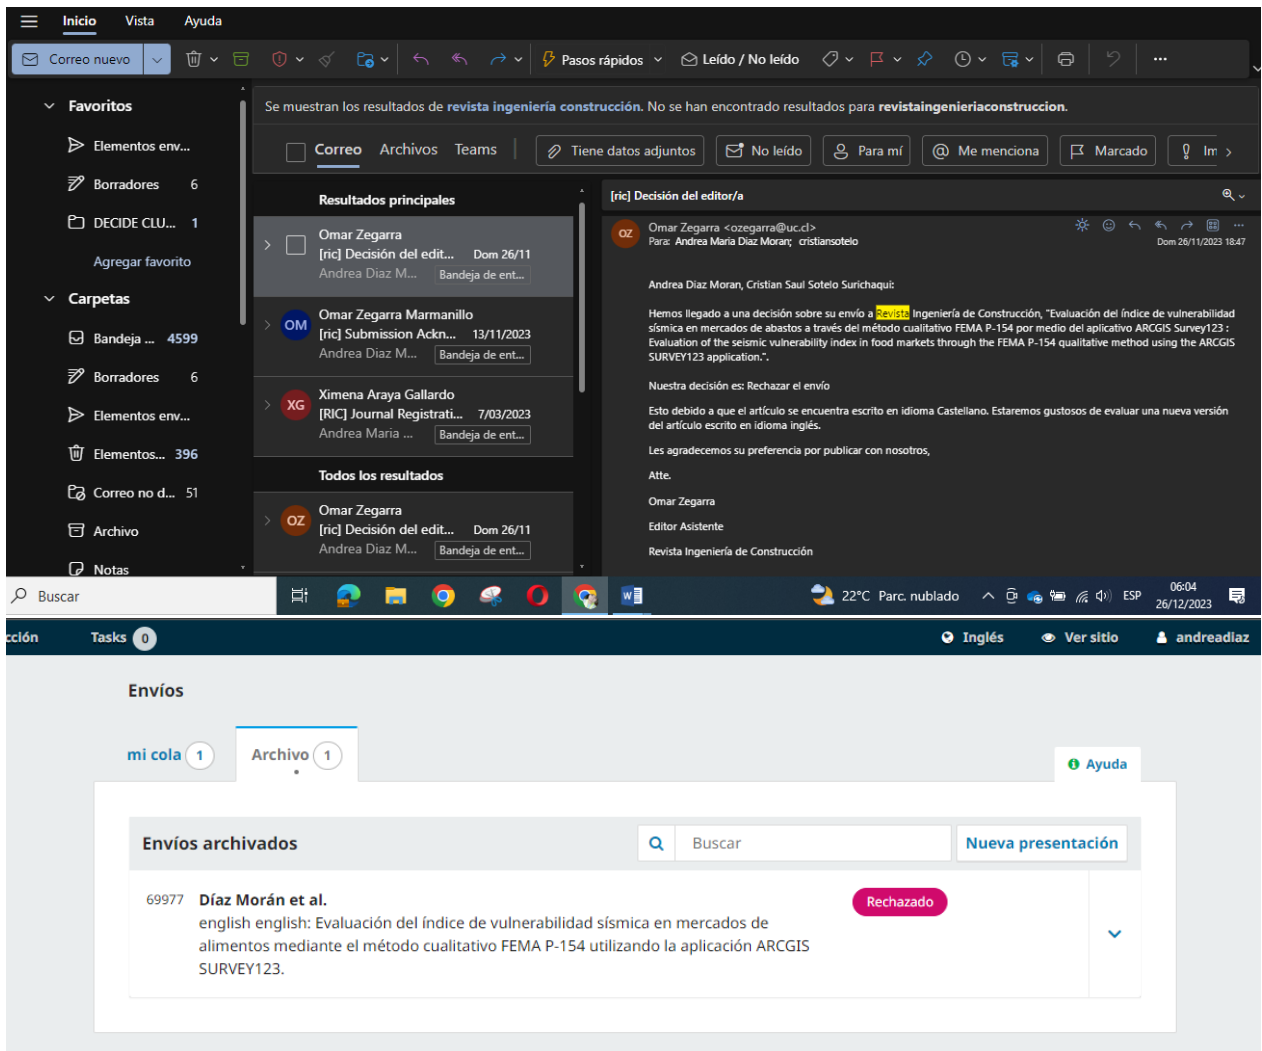 Inicio Vista Ayuda
Correo nuevo Pasos rápidos Leído / No leído
Favoritos
Elementos env...
Borradores 6
DECIDE CLU... 1
Agregar favorito
Carpetas
Bandeja ... 4599
Borradores 6
Elementos env...
Elementos... 396
Correo no d... 51
Archivo
Notas
Se muestran los resultados de revista ingeniería construcción. No se han encontrado resultados para revistaingenieriaconstruccion.
Correo Archivos Teams Tiene datos adjuntos No leído Para mí @ Me menciona Marcado Im
Resultados principales
Omar Zegarra
[ric] Decisión del edit... Dom 26/11
Andrea Diaz M... Bandeja de ent...
OM
Omar Zegarra Marmanillo
[ric] Submission Ackn... 13/11/2023
Andrea Diaz M... Bandeja de ent...
XG
Ximena Araya Gallardo
[RIC] Journal Registrati... 7/03/2023
Andrea Maria ... Bandeja de ent...
Todos los resultados
OZ
Omar Zegarra
[ric] Decisión del edit... Dom 26/11
Andrea Diaz M... Bandeja de ent...
[ric] Decisión del editor/a
OZ
Omar Zegarra <ozegarra@uc.cl>
Para: Andrea Maria Diaz Moran; cristiansotelo
Dom 26/11/2023 18:47
Andrea Diaz Moran, Cristian Saul Sotelo Surichaqui:
Hemos llegado a una decisión sobre su envío a Revista Ingeniería de Construcción, "Evaluación del índice de vulnerabilidad
sísmica en mercados de abastos a través del método cualitativo FEMA P-154 por medio del aplicativo ARCGIS Survey123 :
Evaluation of the seismic vulnerability index in food markets through the FEMA P-154 qualitative method using the ARCGIS
SURVEY123 application.".
Nuestra decisión es: Rechazar el envío
Esto debido a que el artículo se encuentra escrito en idioma Castellano. Estaremos gustosos de evaluar una nueva versión
del artículo escrito en idioma inglés.
Les agradecemos su preferencia por publicar con nosotros,
Atte.
Omar Zegarra
Editor Asistente
Revista Ingeniería de Construcción
Buscar
22°C Parc. nublado ESP
06:04
26/12/2023
cción Tasks 0 Inglés Ver sitio andreadiaz
Envíos
mi cola 1 Archivo 1
Ayuda
Envíos archivados Buscar Nueva presentación
69977 Díaz Morán et al. Rechazado
english english: Evaluación del índice de vulnerabilidad sísmica en mercados de
alimentos mediante el método cualitativo FEMA P-154 utilizando la aplicación ARCGIS
SURVEY123.